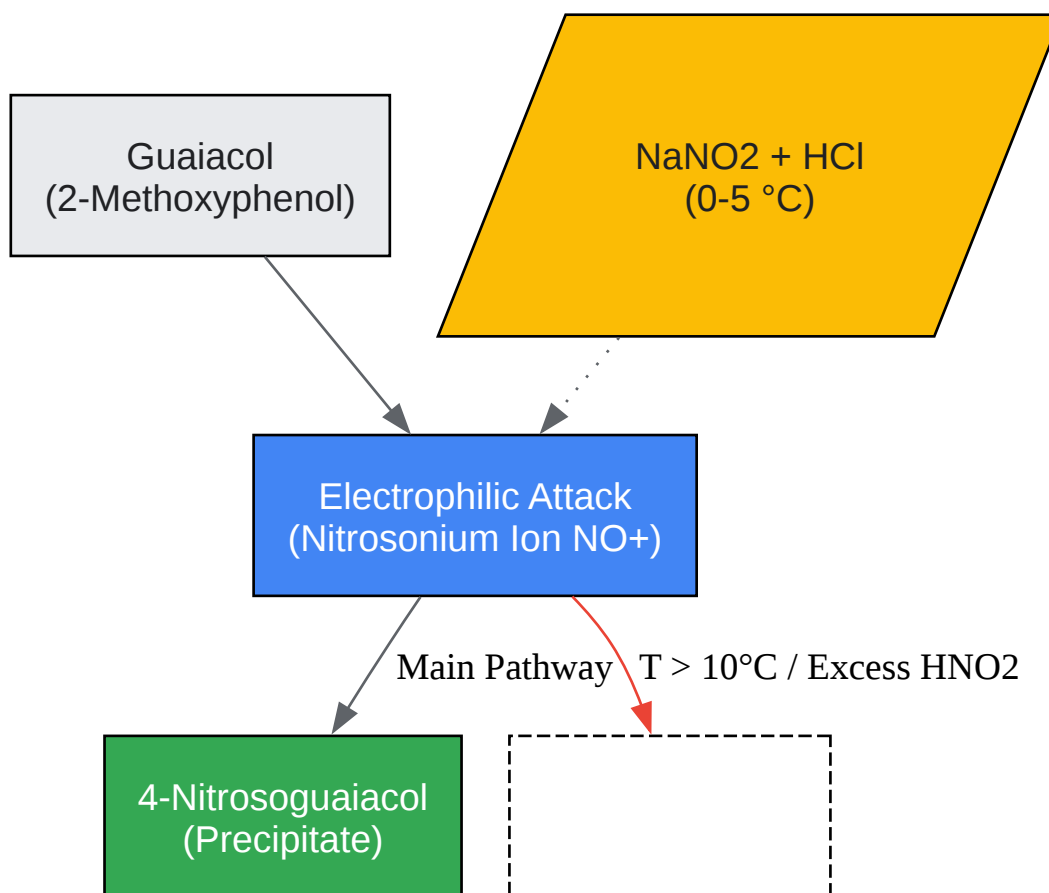 Guaiacol
(2-Methoxyphenol)
NaNO2 + HCl
(0-5 °C)
Electrophilic Attack
(Nitrosonium Ion NO+)
Main Pathway
T > 10°C / Excess HNO2
4-Nitrosoguaiacol
(Precipitate)